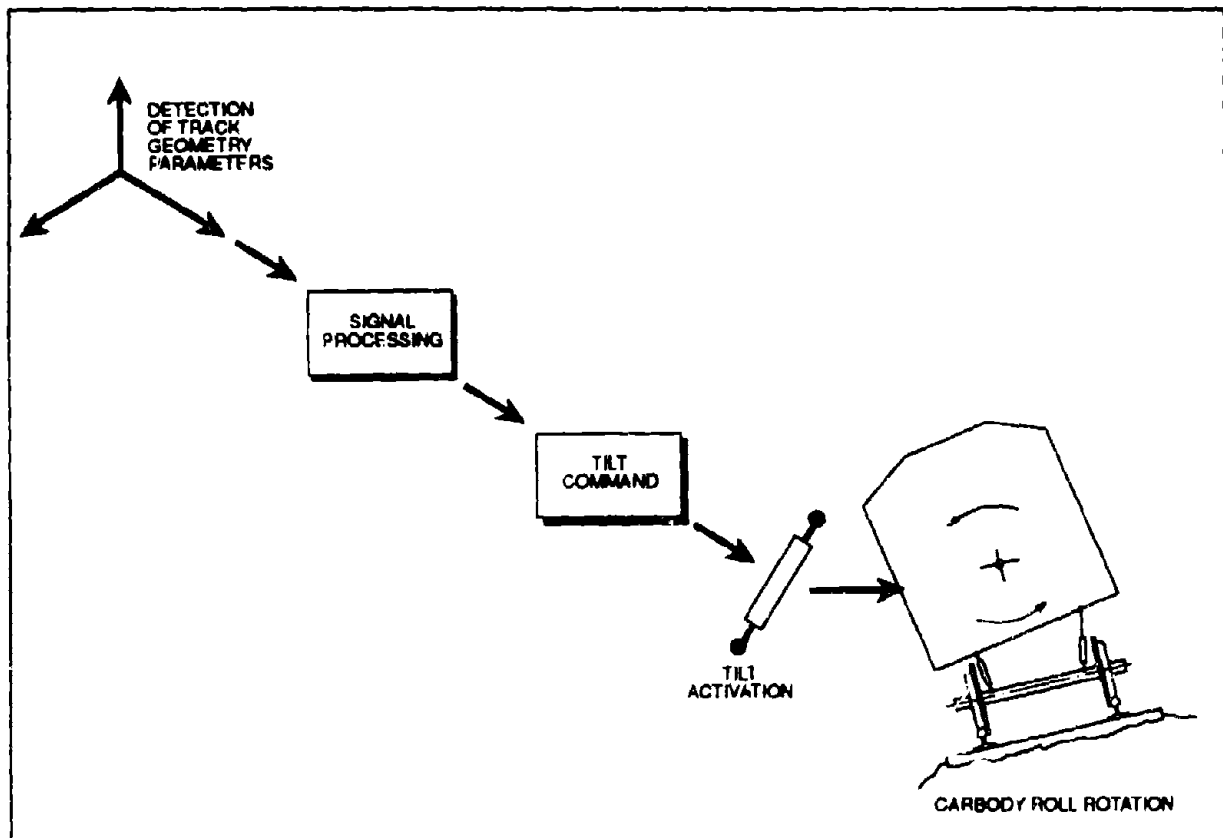 DETECTION
OF TRACK
GEOMETRY
PARAMETERS
SIGNAL
PROCESSING
TILT
COMMAND
TILT
ACTIVATION
CARBODY ROLL ROTATION